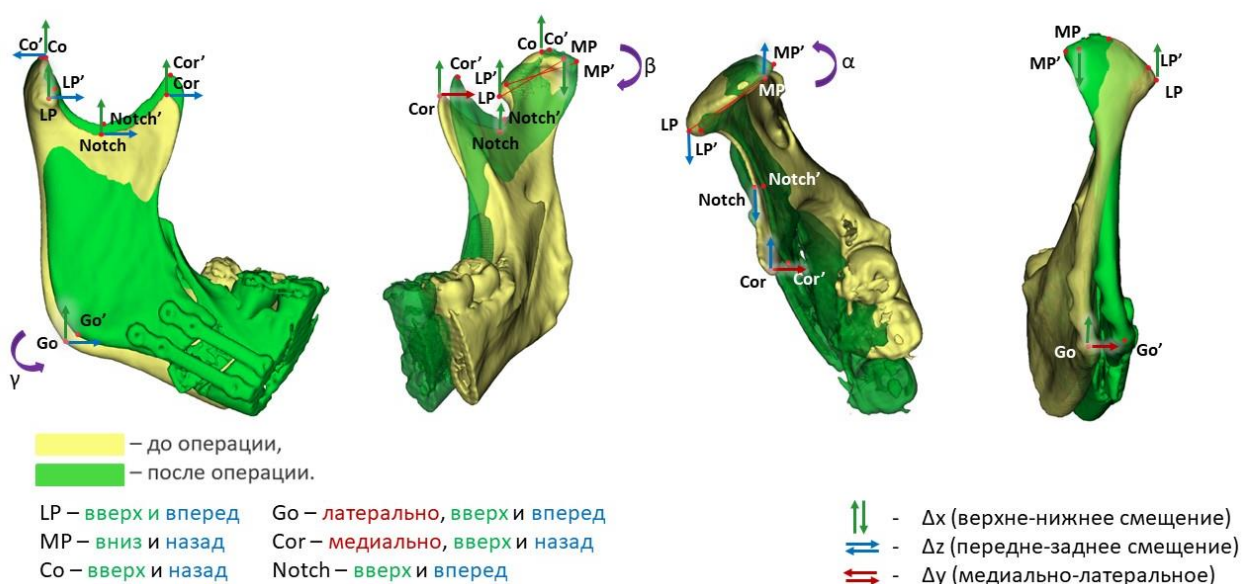 Co’
Co
LP’
LP
Cor’
Cor
Notch’
Notch
Go’
Go
γ
Co
Co’
MP
MP’
β
Cor’
Cor
LP’
LP
Notch’
Notch
MP’
MP
α
LP
LP’
Notch’
Notch
Cor
Cor’
MP
MP’
LP’
LP
Go
Go’
– до операции,
– после операции.
LP – вверх и вперед
MP – вниз и назад
Co – вверх и назад
Go – латерально, вверх и вперед
Cor – медиально, вверх и назад
Notch – вверх и вперед
- Δx (верхне-нижнее смещение)
- Δz (передне-заднее смещение)
- Δy (медиально-латеральное)